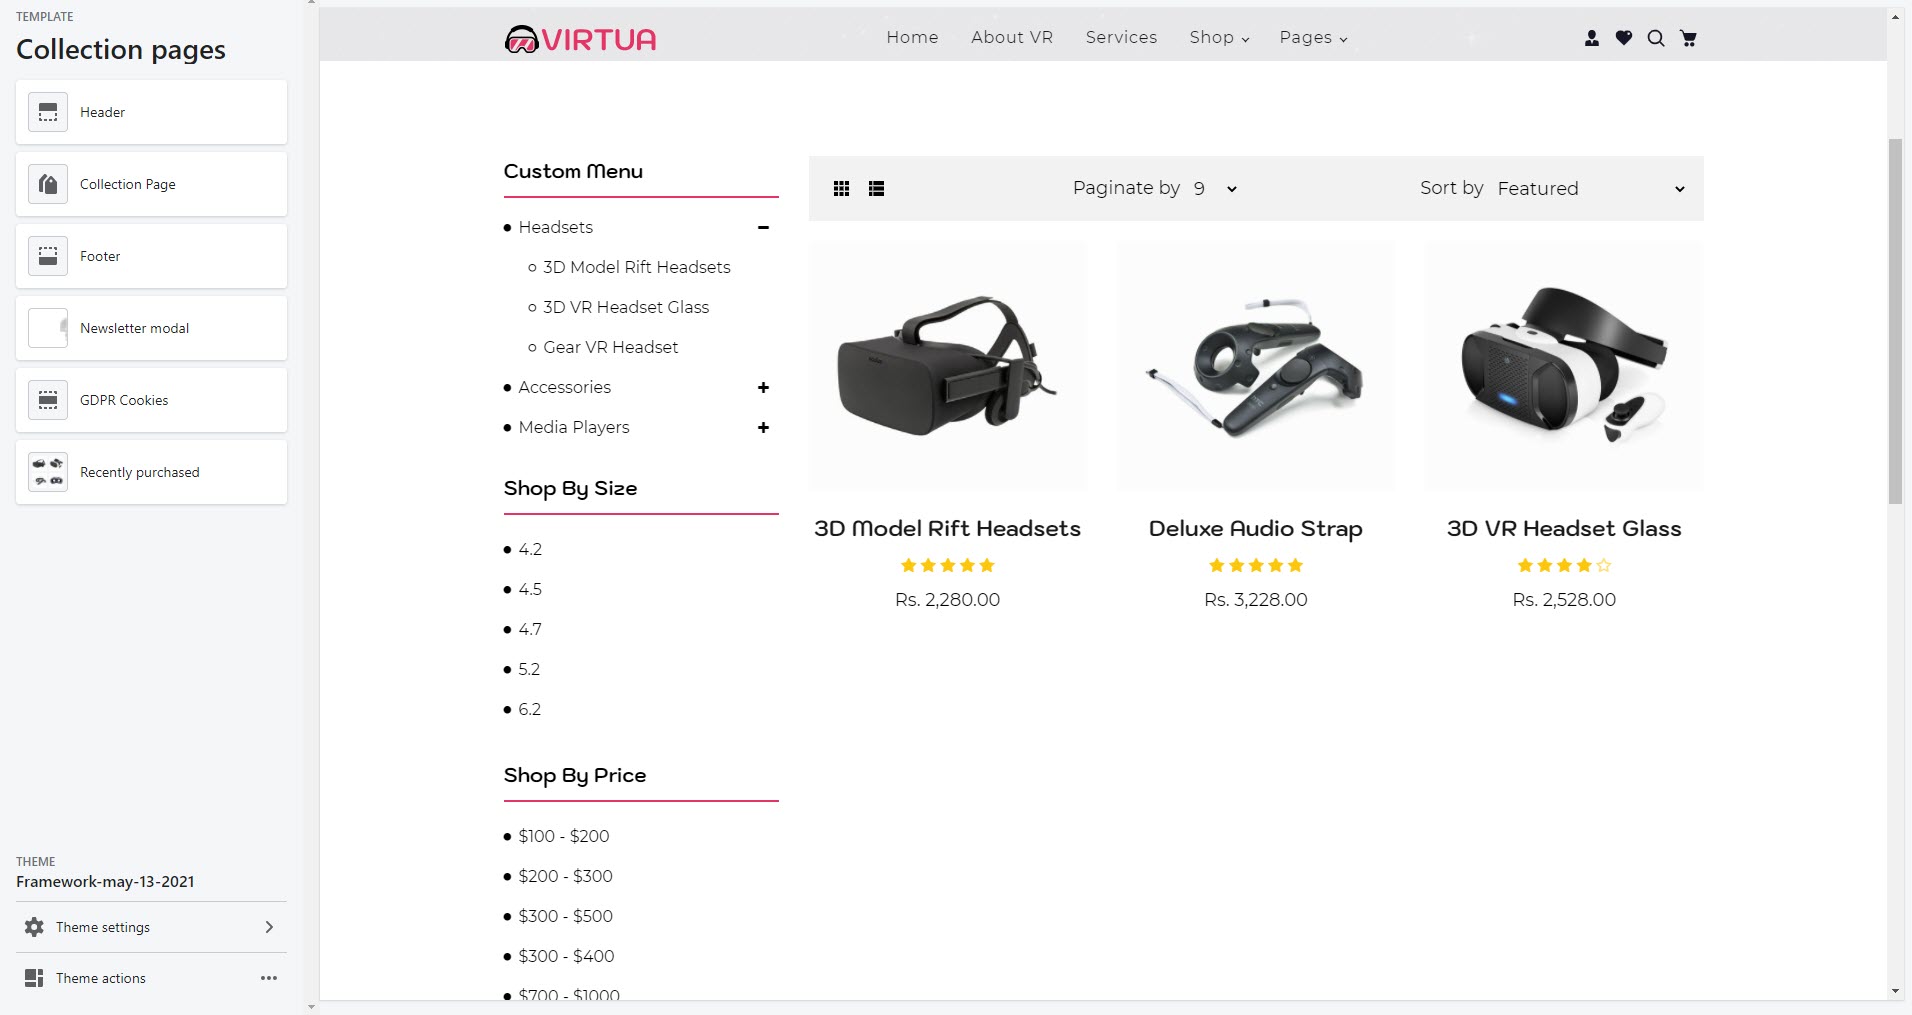 TEMPLATE
Collection pages
Header
Collection Page
Footer
Newsletter modal
GDPR Cookies
Recently purchased
THEME
Framework-may-13-2021
Theme settings
Theme actions
VIRTUA
Home About VR Services Shop Pages
Custom Menu
Headsets
3D Model Rift Headsets
3D VR Headset Glass
Gear VR Headset
Accessories
Media Players
Shop By Size
4.2
4.5
4.7
5.2
6.2
Shop By Price
$100 - $200
$200 - $300
$300 - $500
$300 - $400
$700 - $1000
Paginate by 9 Sort by Featured
3D Model Rift Headsets
Rs. 2,280.00
Deluxe Audio Strap
Rs. 3,228.00
3D VR Headset Glass
Rs. 2,528.00